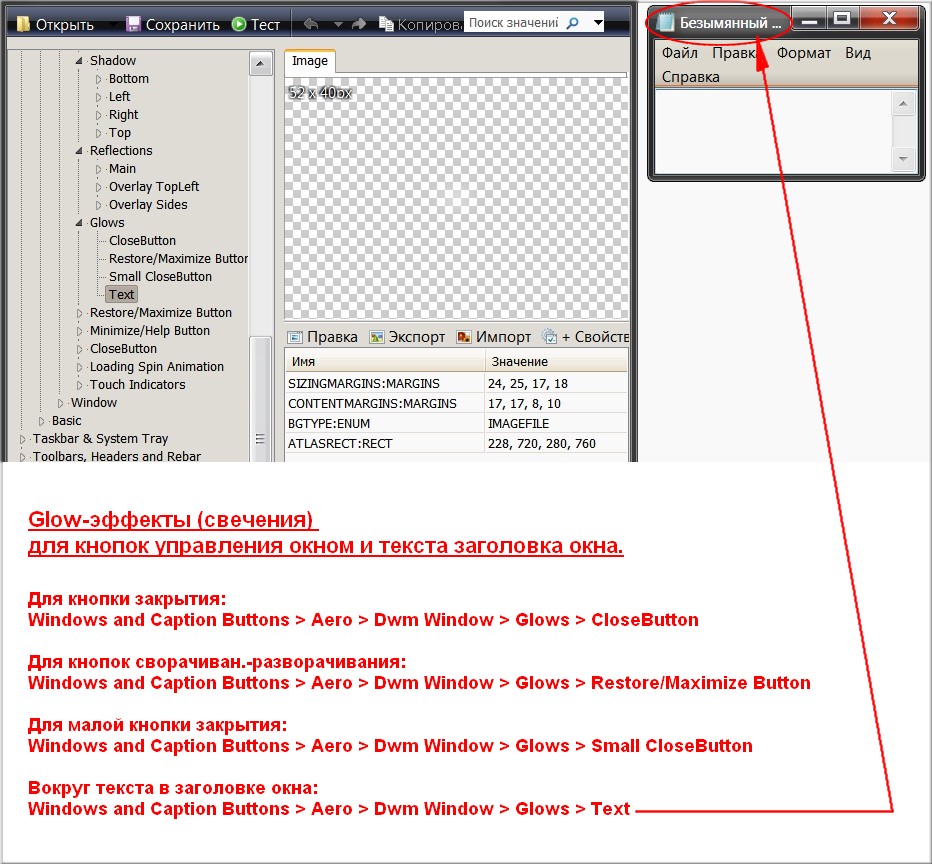 Открыть Сохранить Тест Копирова Поиск значени
Shadow
Bottom
Left
Right
Top
Reflections
Main
Overlay TopLeft
Overlay Sides
Glows
CloseButton
Restore/Maximize Button
Small CloseButton
Text
Restore/Maximize Button
Minimize/Help Button
CloseButton
Loading Spin Animation
Touch Indicators
Window
Basic
Taskbar & System Tray
Toolbars, Headers and Rebar
Image
52 x 40px
Правка Экспорт Импорт + Свойств
Имя Значение
SIZINGMARGINS:MARGINS 24, 25, 17, 18
CONTENTMARGINS:MARGINS 17, 17, 8, 10
BGTYPE:ENUM IMAGEFILE
ATLASRECT:RECT 228, 720, 280, 760
Безымянный ...
Файл Правка Формат Вид
Справка
Glow-эффекты (свечения)
для кнопок управления окном и текста заголовка окна.
Для кнопки закрытия:
Windows and Caption Buttons > Aero > Dwm Window > Glows > CloseButton
Для кнопок сворачиван.-разворачивания:
Windows and Caption Buttons > Aero > Dwm Window > Glows > Restore/Maximize Button
Для малой кнопки закрытия:
Windows and Caption Buttons > Aero > Dwm Window > Glows > Small CloseButton
Вокруг текста в заголовке окна:
Windows and Caption Buttons > Aero > Dwm Window > Glows > Text